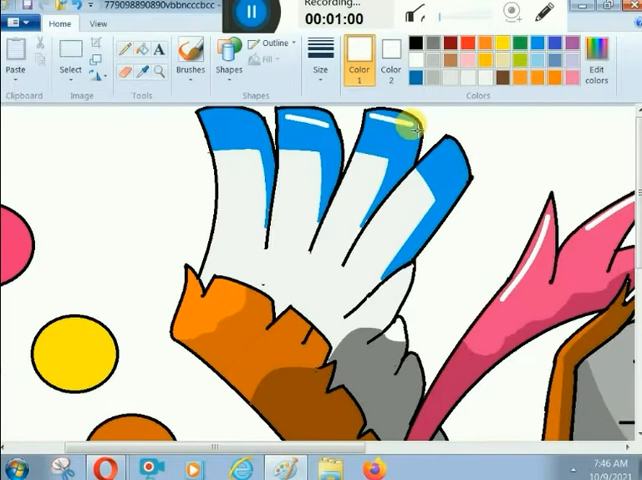 Recording...
00:01:00
779098890890vbbncccbcc -
Home View
Paste
Select
Brushes
Shapes
Outline
Fill
Size
Color
1
Color
2
Edit
colors
Clipboard
Image
Tools
Shapes
Colors
7:46 AM
10/9/2021